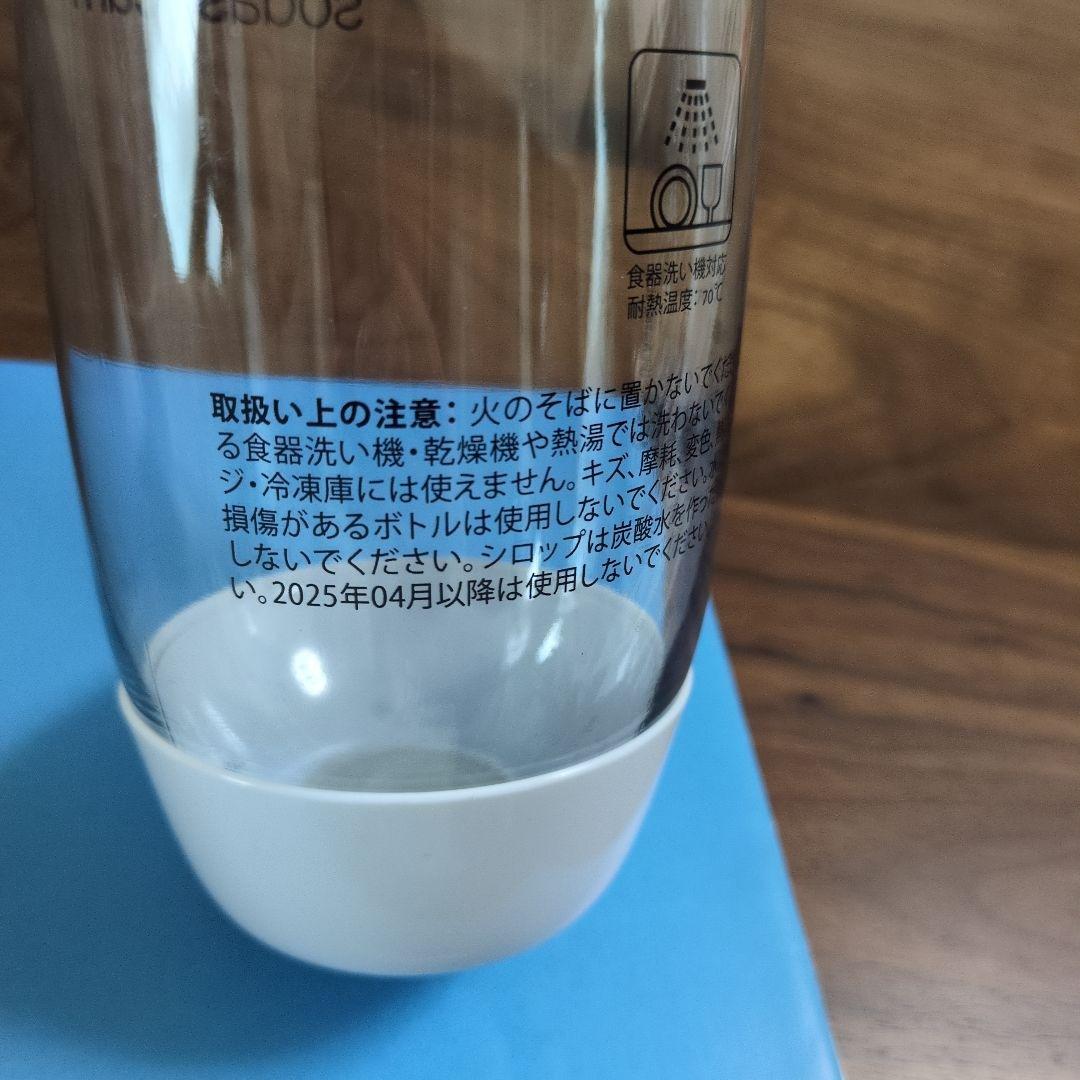 sodas
食器洗い機対応
耐熱温度：70℃
取扱い上の注意：火のそばに置かないでくだ
る食器洗い機・乾燥機や熱湯では洗わないで
ジ・冷凍庫には使えません。キズ、摩耗、変色、
損傷があるボトルは使用しないでください。
しないでください。シロップは炭酸水を作った
い。2025年04月以降は使用しないでください